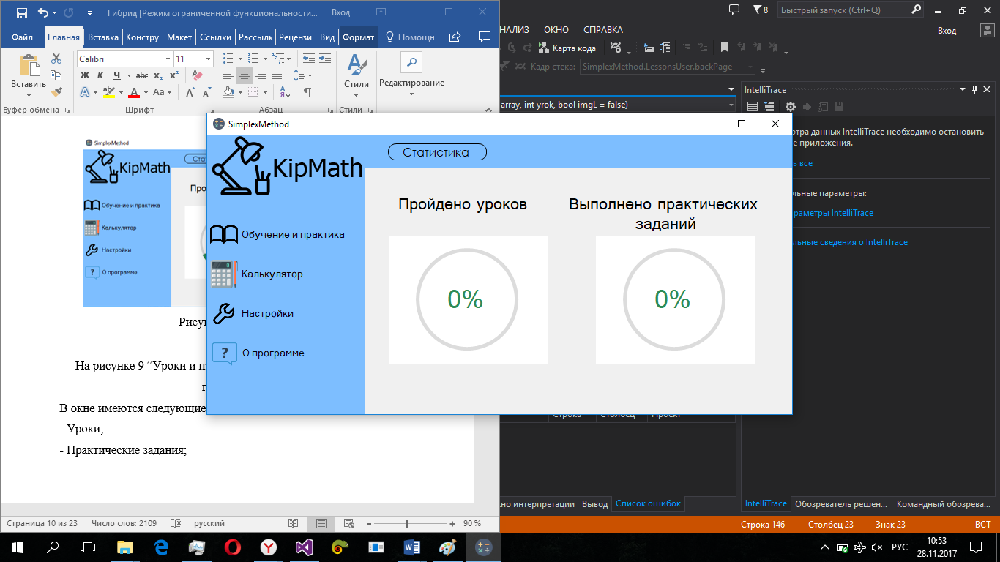 Гибрид [Режим ограниченной функциональности...
Вход
8
Быстрый запуск (Ctrl+Q)
Файл
Главная
Вставка
Констру
Макет
Ссылки
Рассылк
Рецензи
Вид
Формат
Помощн
НАЛИЗ
ОКНО
СПРАВКА
Вход
Карта кода
Calibri
11
Вставить
Ж К Ч abc x₂ x²
Стили
Редактирование
Кадр стека:
SimplexMethod.LessonsUser.backPage
Буфер обмена
Шрифт
Абзац
Стили
array, int yrok, bool imgL = false)
IntelliTrace
отра данных IntelliTrace необходимо остановить
е приложения.
ь все
льные параметры:
раметры IntelliTrace
льные сведения о IntelliTrace
SimplexMethod
KipMath
Обучение и практика
Калькулятор
Настройки
О программе
Ста
Про
Рисун
На рисунке 9 “Уроки и пр
п
В окне имеются следующие
- Уроки;
- Практические задания;
SimplexMethod
KipMath
Статистика
Обучение и практика
Калькулятор
Настройки
О программе
Пройдено уроков
Выполнено практических
заданий
0%
0%
Строка
Столбец
Проект
но интерпретации
Вывод
Список ошибок
IntelliTrace
Обозреватель решен...
Командный обозрева...
Страница 10 из 23
Число слов: 2109
русский
90 %
Строка 146
Столбец 23
Знак 23
ВСТ
РУС
10:53
28.11.2017